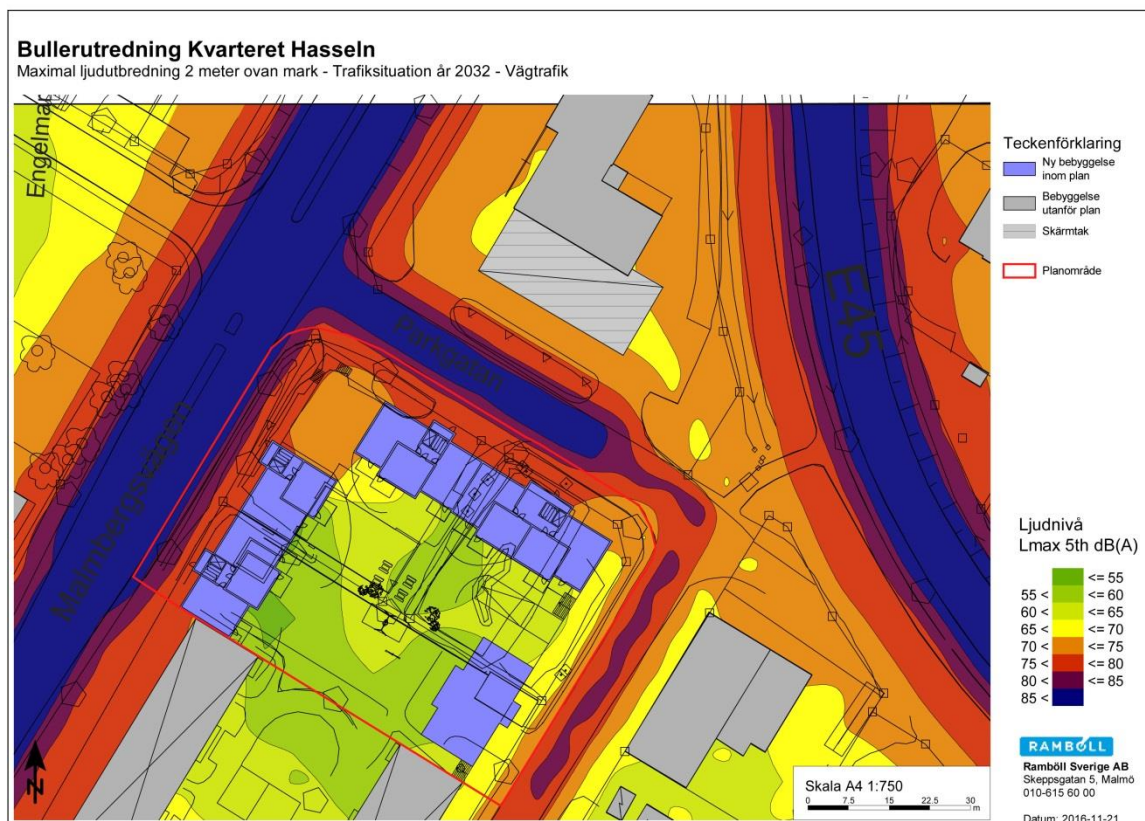 Bullerutredning Kvarteret Hasseln
Maximal ljudutbredning 2 meter ovan mark - Trafiksituation år 2032 - Vägtrafik
Engelmar
Malmbergsvägen
Parkgatan
E45
Teckenförklaring
Ny bebyggelse
inom plan
Bebyggelse
utanför plan
Skärmtak
Planområde
Ljudnivå
Lmax 5th dB(A)
<= 55
55 < <= 60
60 < <= 65
65 < <= 70
70 < <= 75
75 < <= 80
80 < <= 85
85 <
N
Skala A4 1:750
0 7.5 15 22.5 30
m
RAMBÖLL
Ramböll Sverige AB
Skeppsgatan 5, Malmö
010-615 60 00
Datum: 2016-11-21